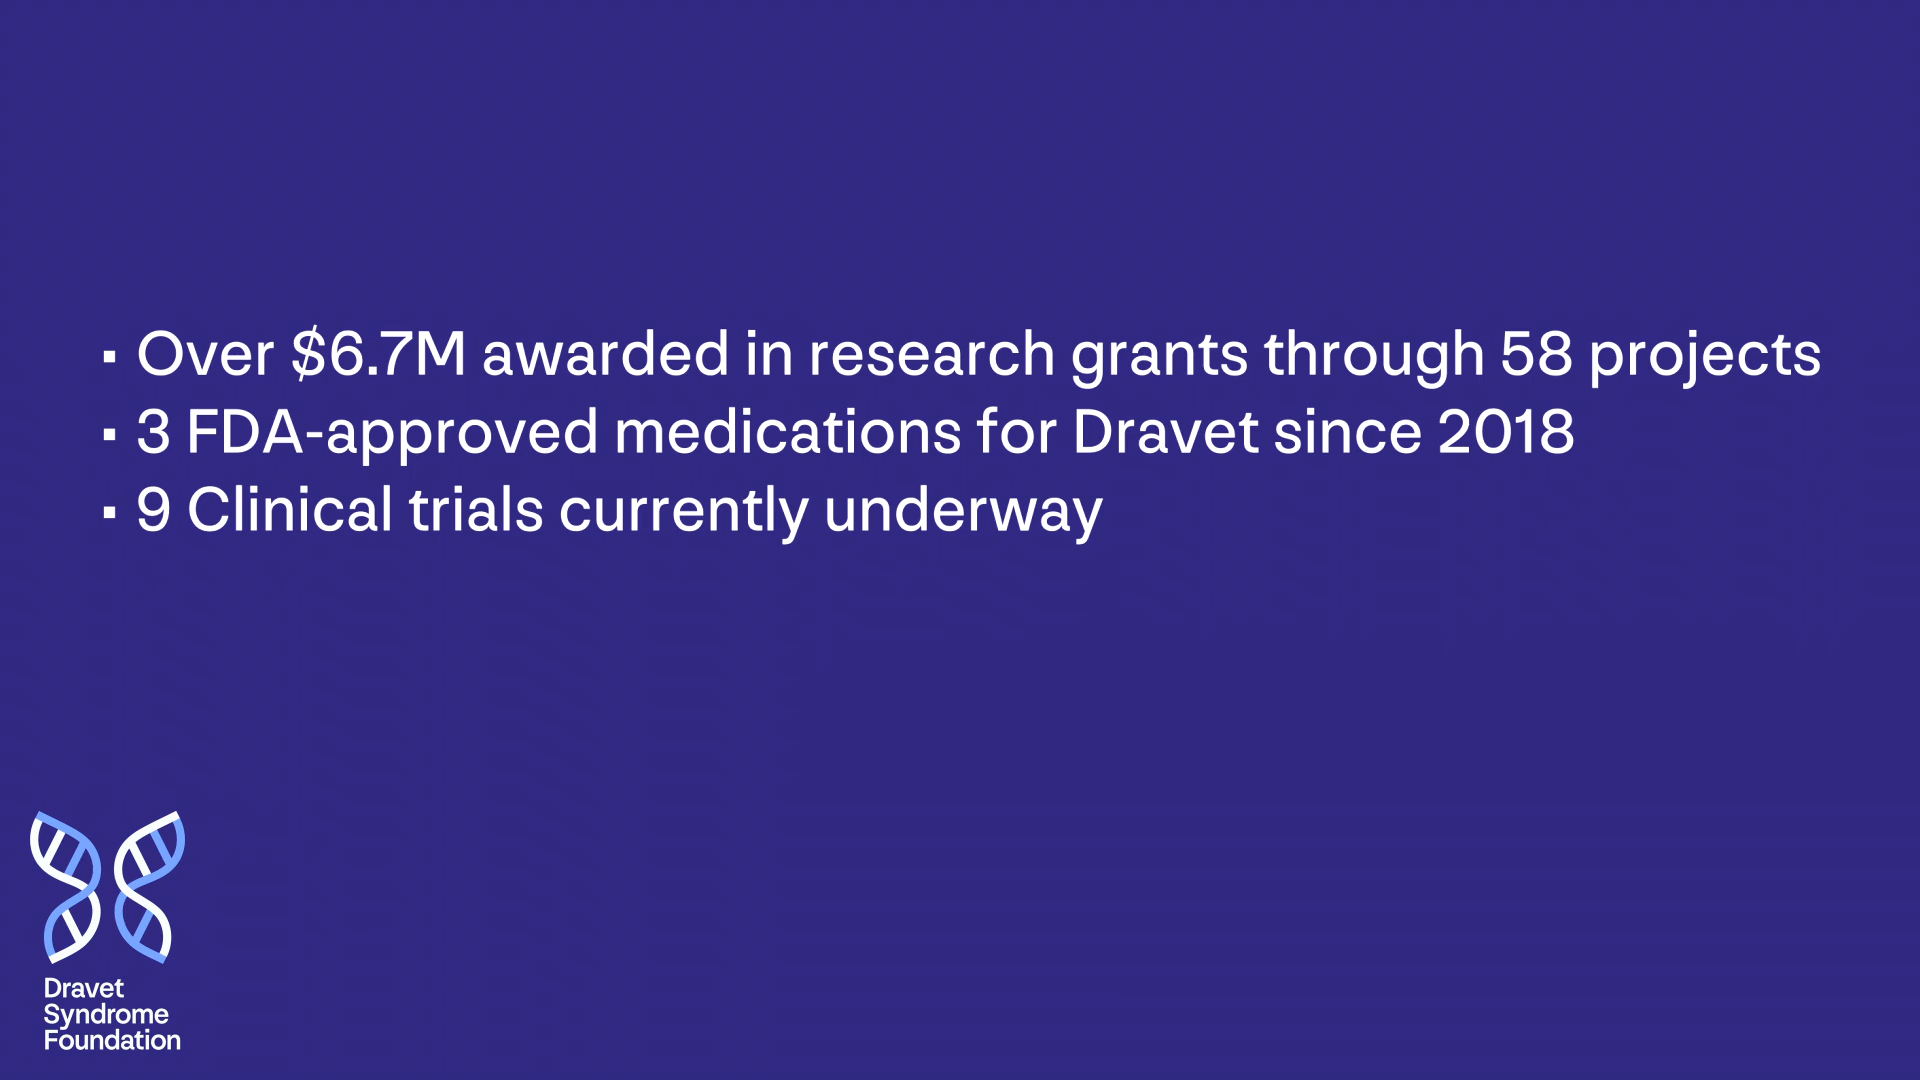 ▪ Over $6.7M awarded in research grants through 58 projects
▪ 3 FDA-approved medications for Dravet since 2018
▪ 9 Clinical trials currently underway
Dravet
Syndrome
Foundation